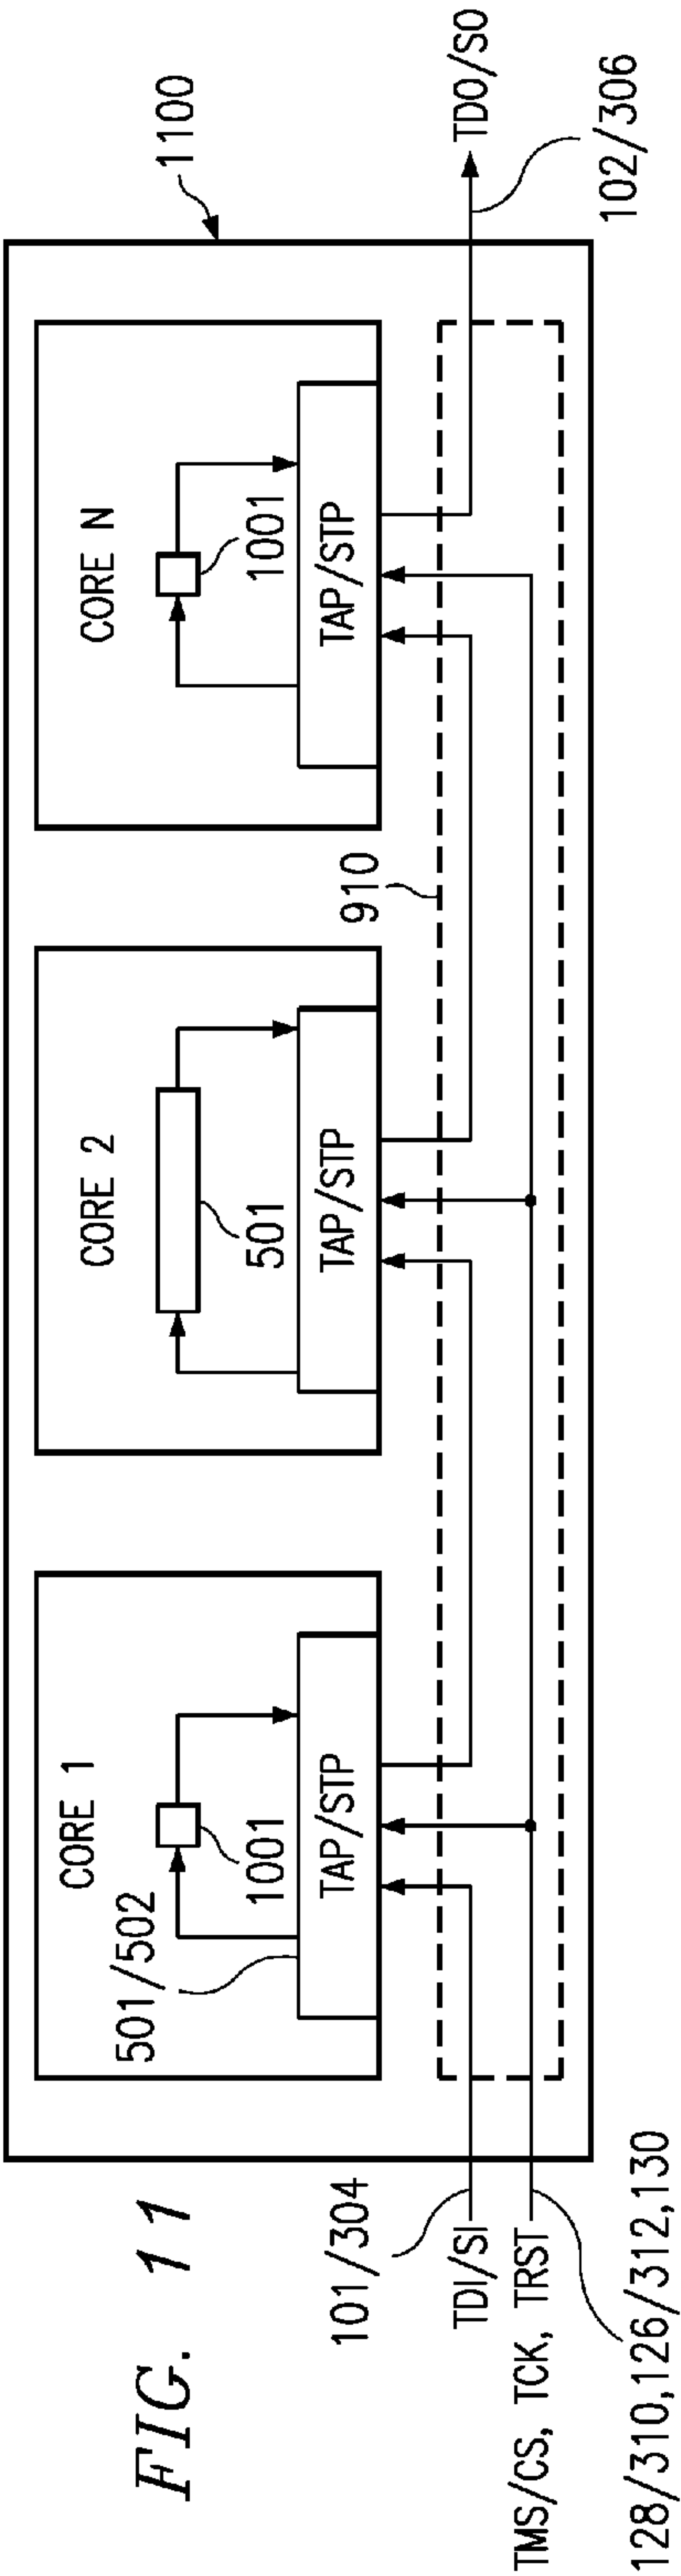 FIG. 11
1100
CORE 1
CORE 2
CORE N
501/502
1001
501
1001
TAP/STP
TAP/STP
TAP/STP
910
101/304
TDI/SI
TDO/SO
102/306
TMS/CS, TCK, TRST
128/310,126/312,130